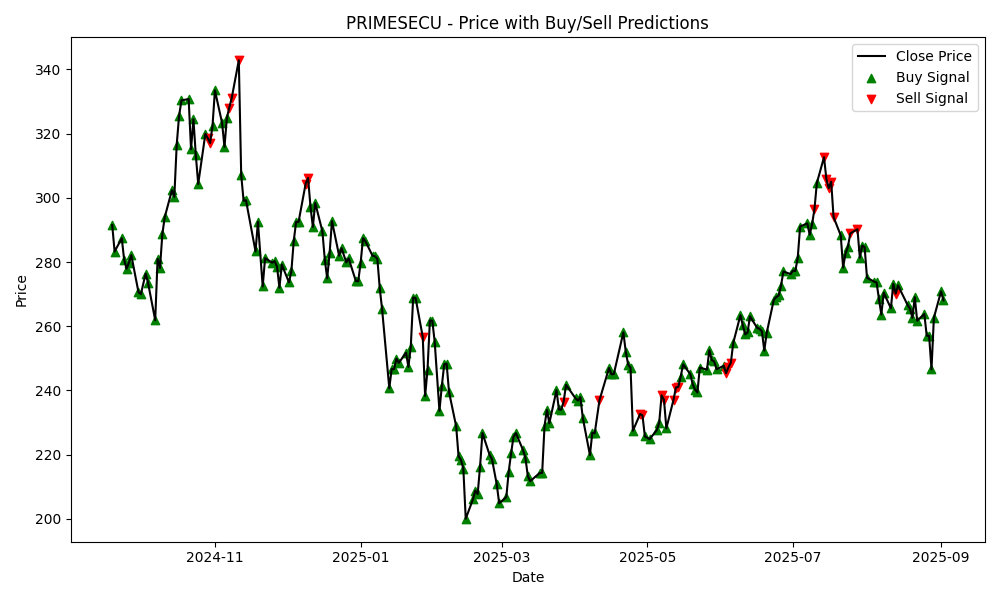 PRIMESECU - Price with Buy/Sell Predictions
Close Price
Buy Signal
Sell Signal
Price
340
320
300
280
260
240
220
200
2024-11
2025-01
2025-03
2025-05
2025-07
2025-09
Date